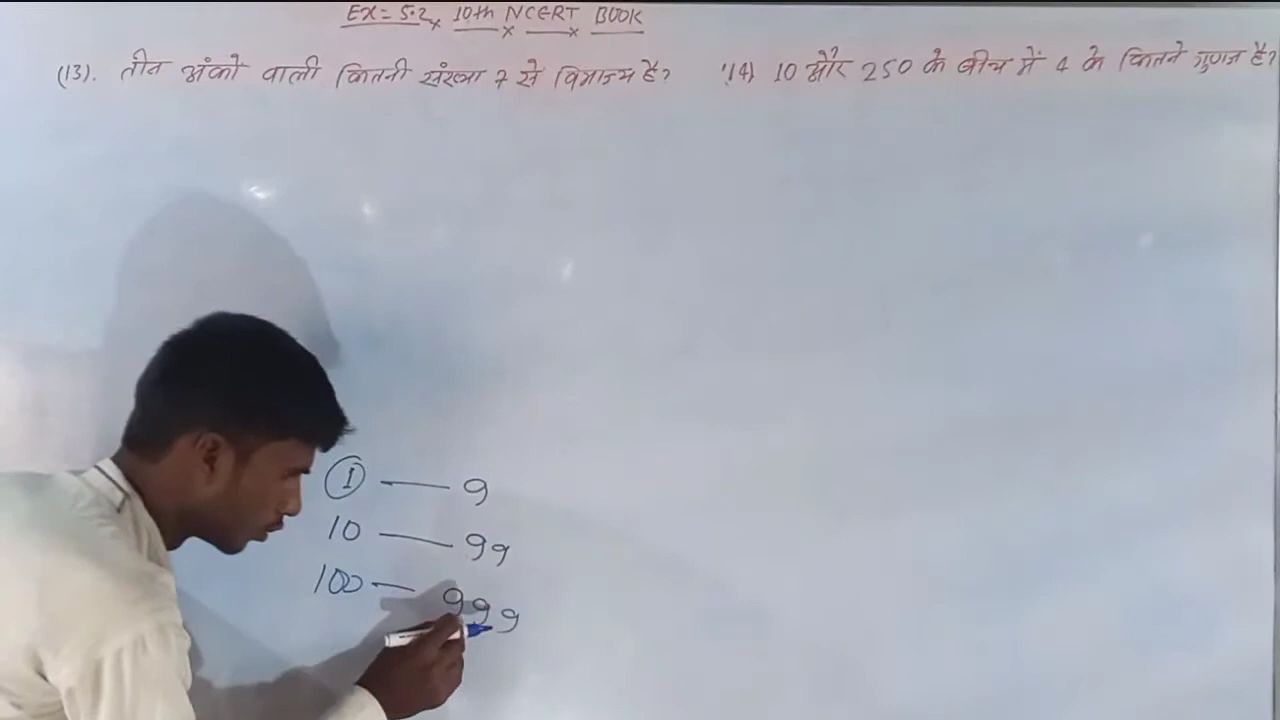 Ex = 5.2, 10th NCERT BOOK
(13). तीन अंको वाली कितनी संख्या 7 से विभाज्य है?
(14) 10 और 250 के बीच में 4 के कितने गुणज है?
1 — 9
10 — 99
100 — 999